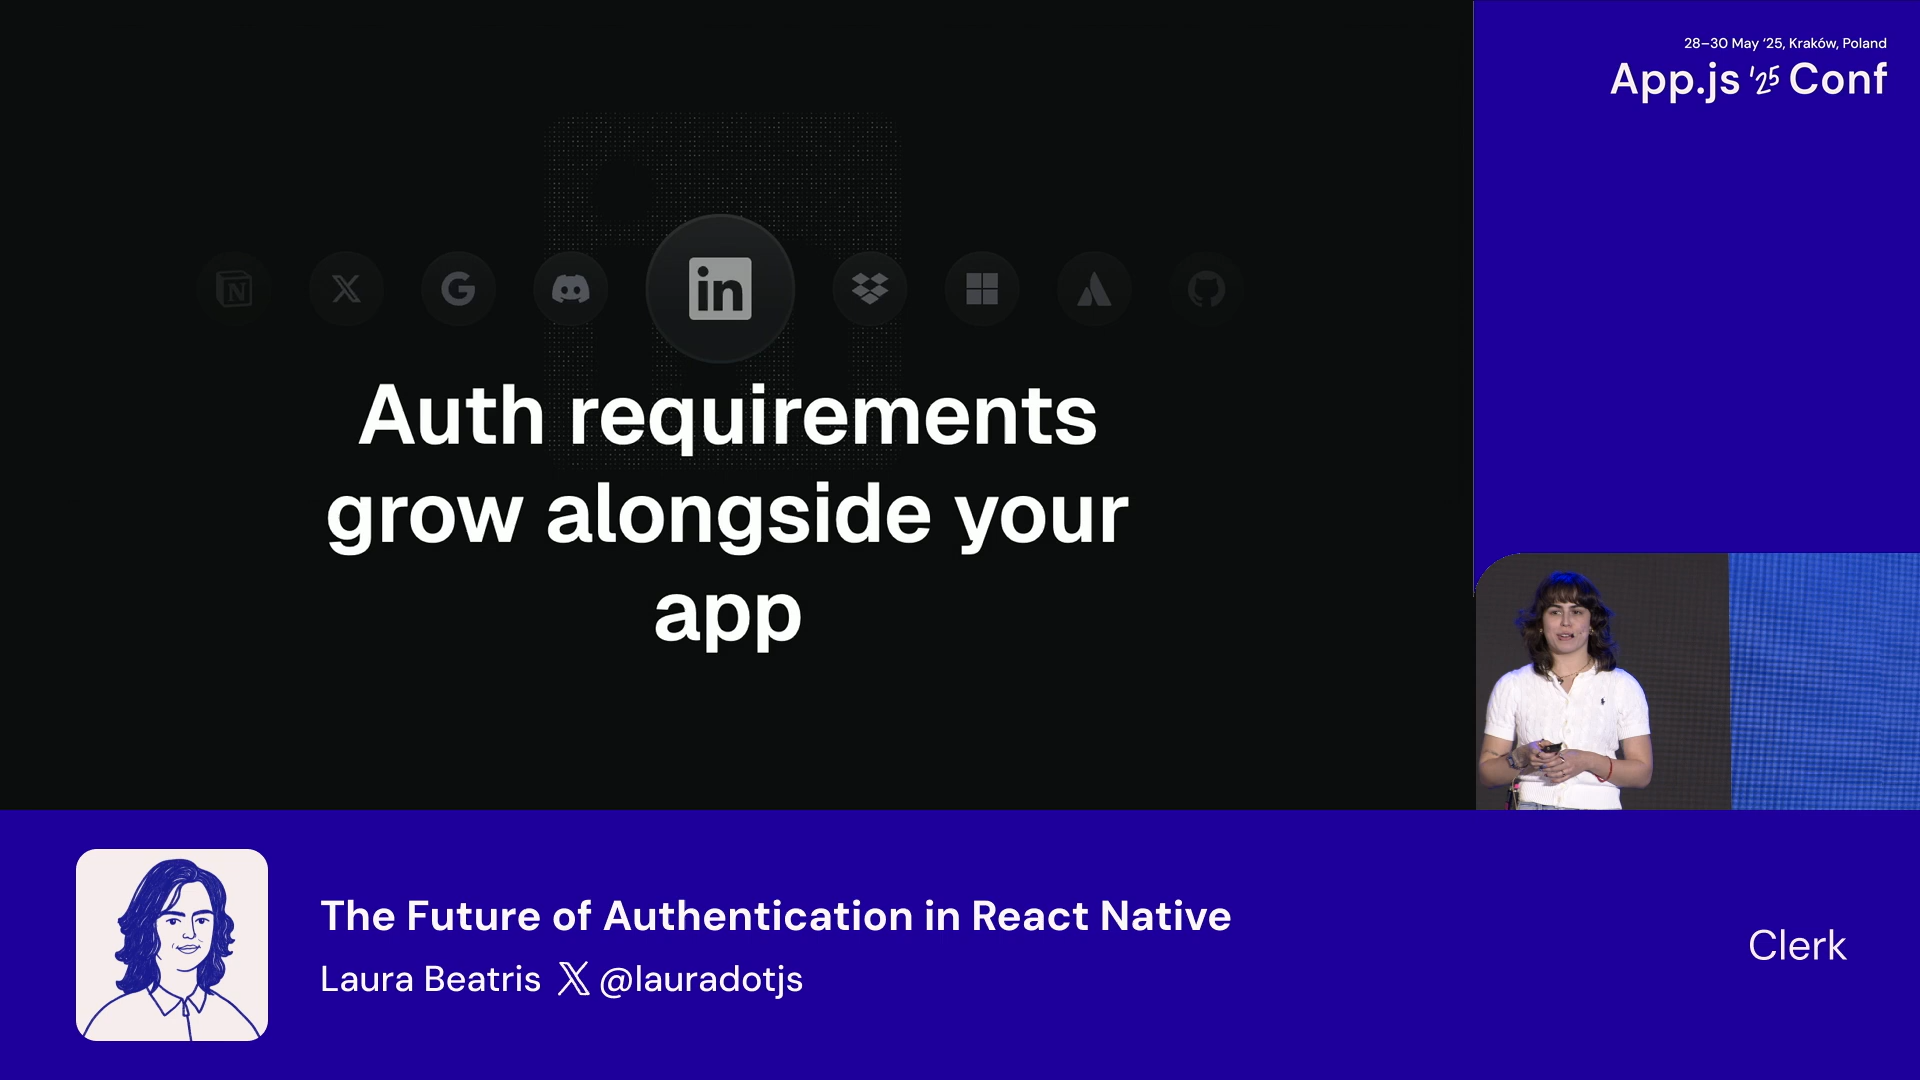 28–30 May ‘25, Kraków, Poland
App.js ‘25 Conf
N X G in
Auth requirements
grow alongside your
app
The Future of Authentication in React Native
Laura Beatris X @lauradotjs
Clerk